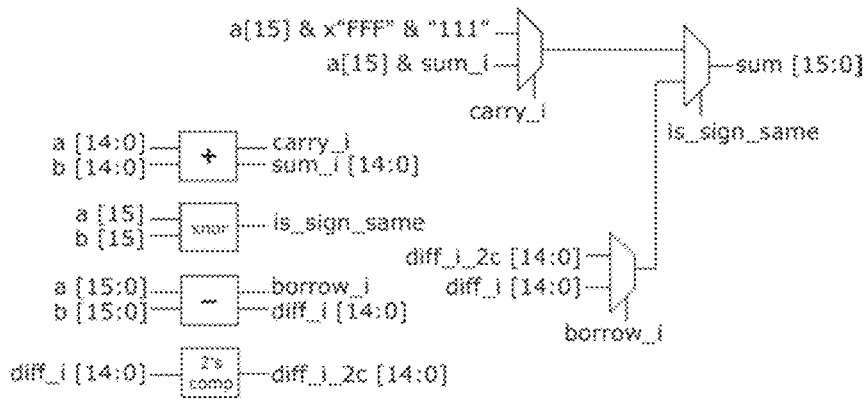 a[15] & x"FFF" & "111"
a[15] & sum_i
carry_i
sum [15:0]
is_sign_same
a [14:0]
b [14:0]
+
carry_i
sum_i [14:0]
a [15]
b [15]
xnor
is_sign_same
a [15:0]
b [15:0]
-
borrow_i
diff_i [14:0]
diff_i_2c [14:0]
diff_i [14:0]
borrow_i
diff_i [14:0]
2's
comp
diff_i_2c [14:0]